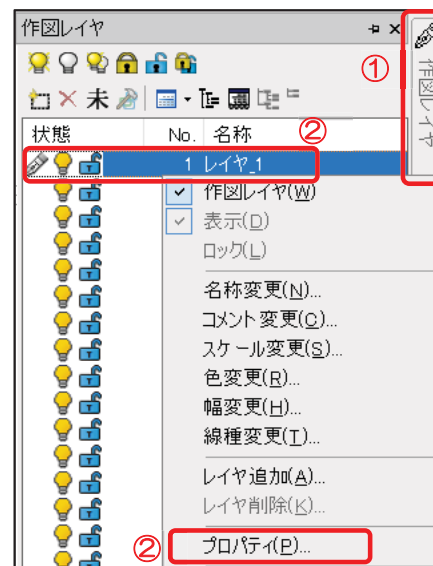 作図レイヤ
①
作図レイヤ
未
状態 No. 名称 ②
1 レイヤ_1
作図レイヤ(W)
表示(D)
ロック(L)
名称変更(N)...
コメント変更(C)...
スケール変更(S)...
色変更(R)...
幅変更(H)...
線種変更(T)...
レイヤ追加(A)...
レイヤ削除(K)...
② プロパティ(P)...